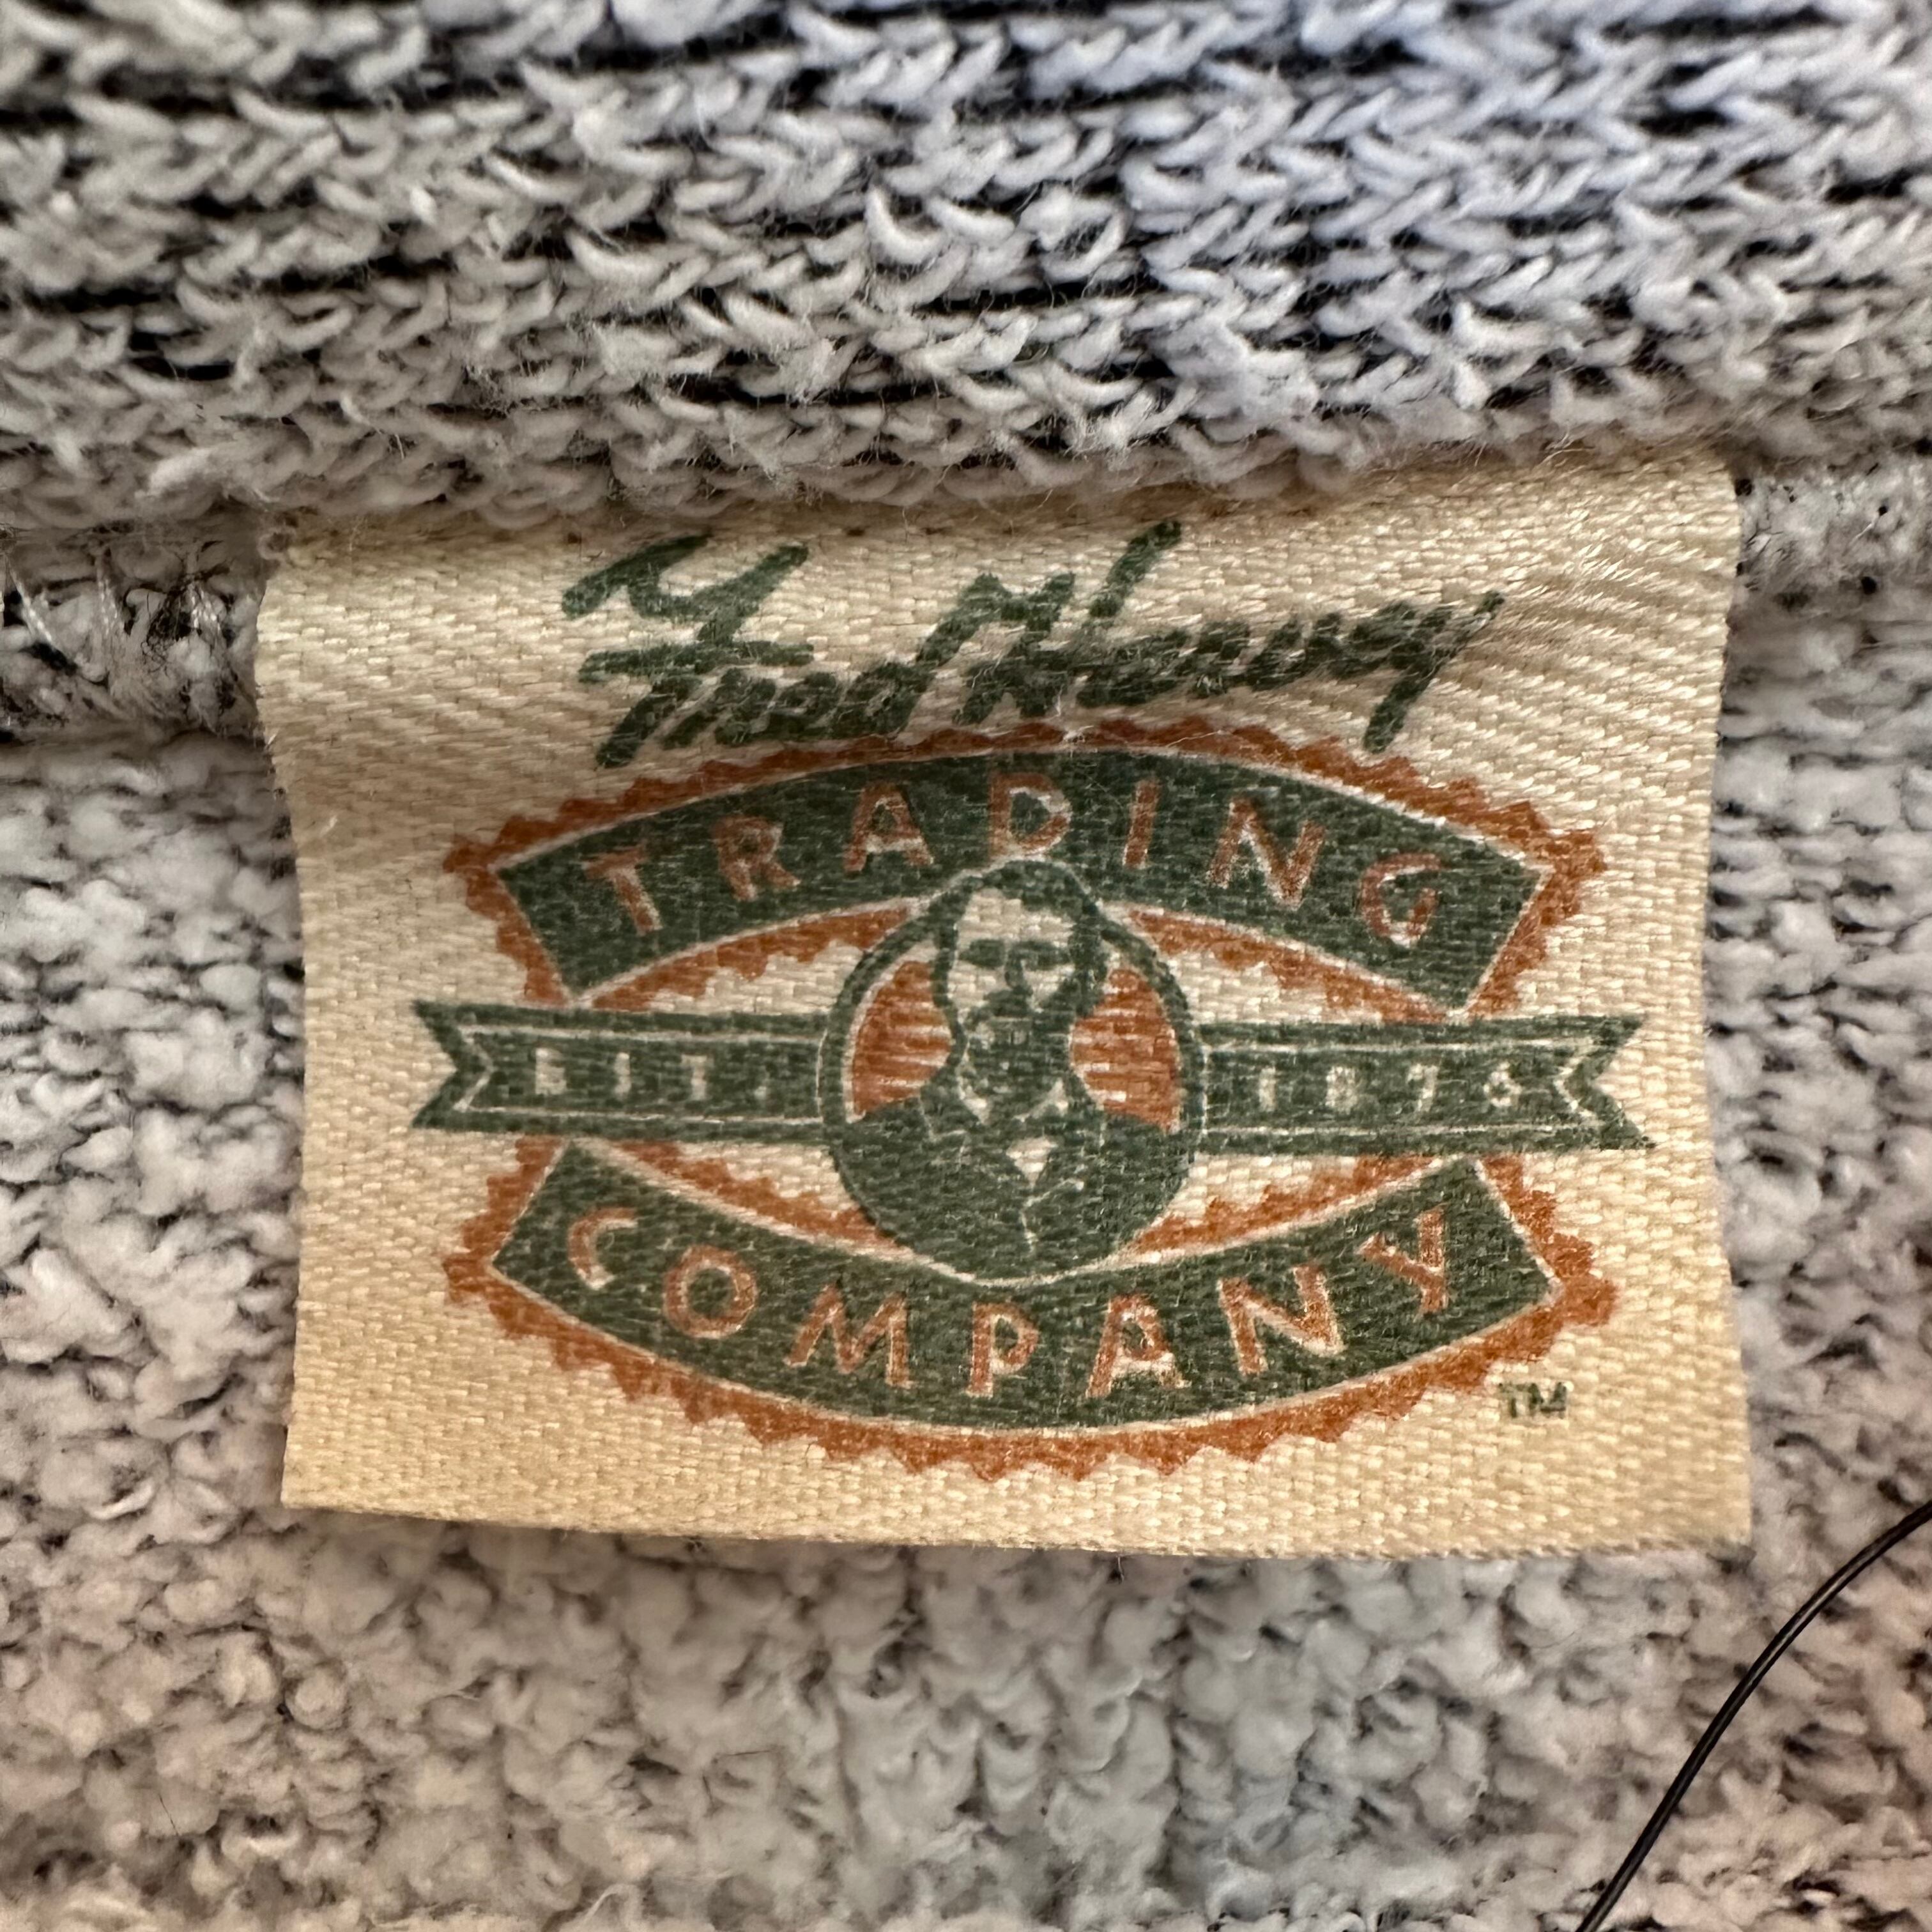 Fred Harvey
TRADING
EST. 1876
COMPANY
TM